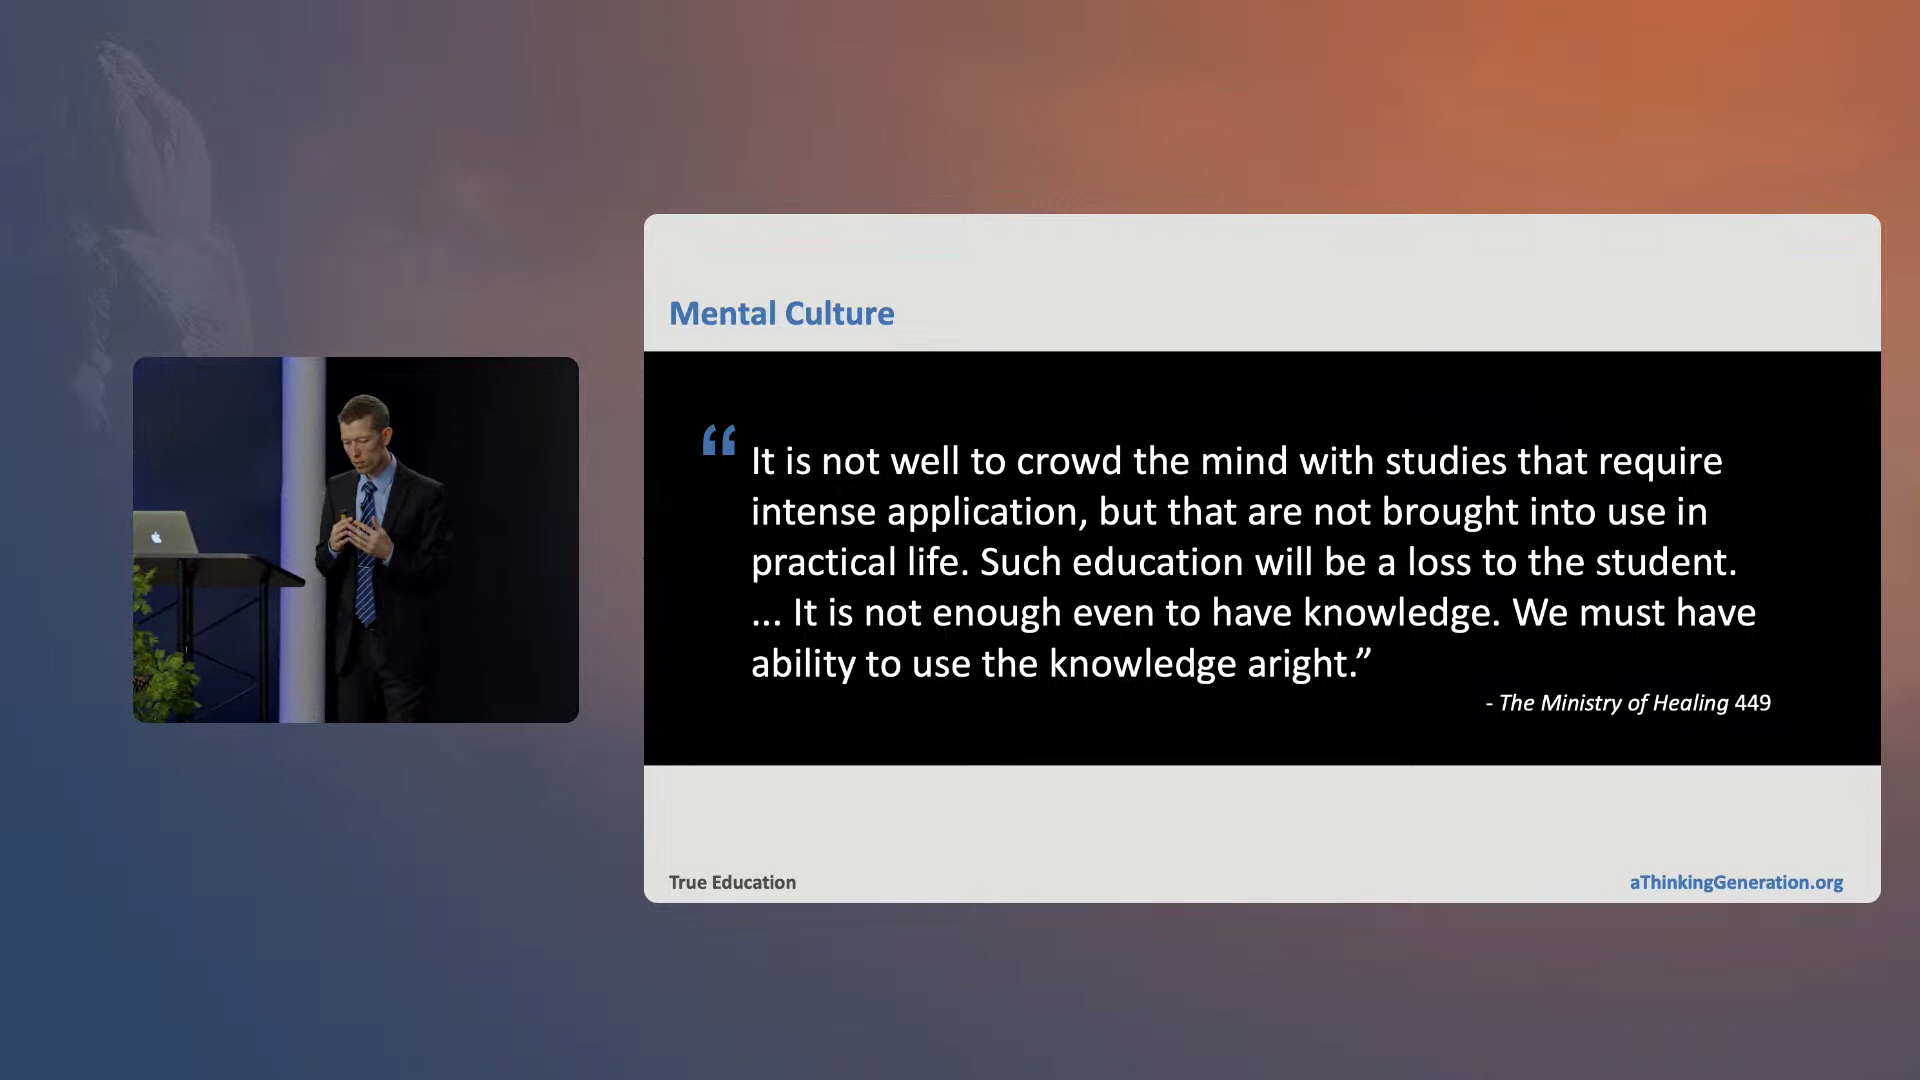 Mental Culture
“ It is not well to crowd the mind with studies that require
intense application, but that are not brought into use in
practical life. Such education will be a loss to the student.
... It is not enough even to have knowledge. We must have
ability to use the knowledge aright.”
- The Ministry of Healing 449
True Education
aThinkingGeneration.org